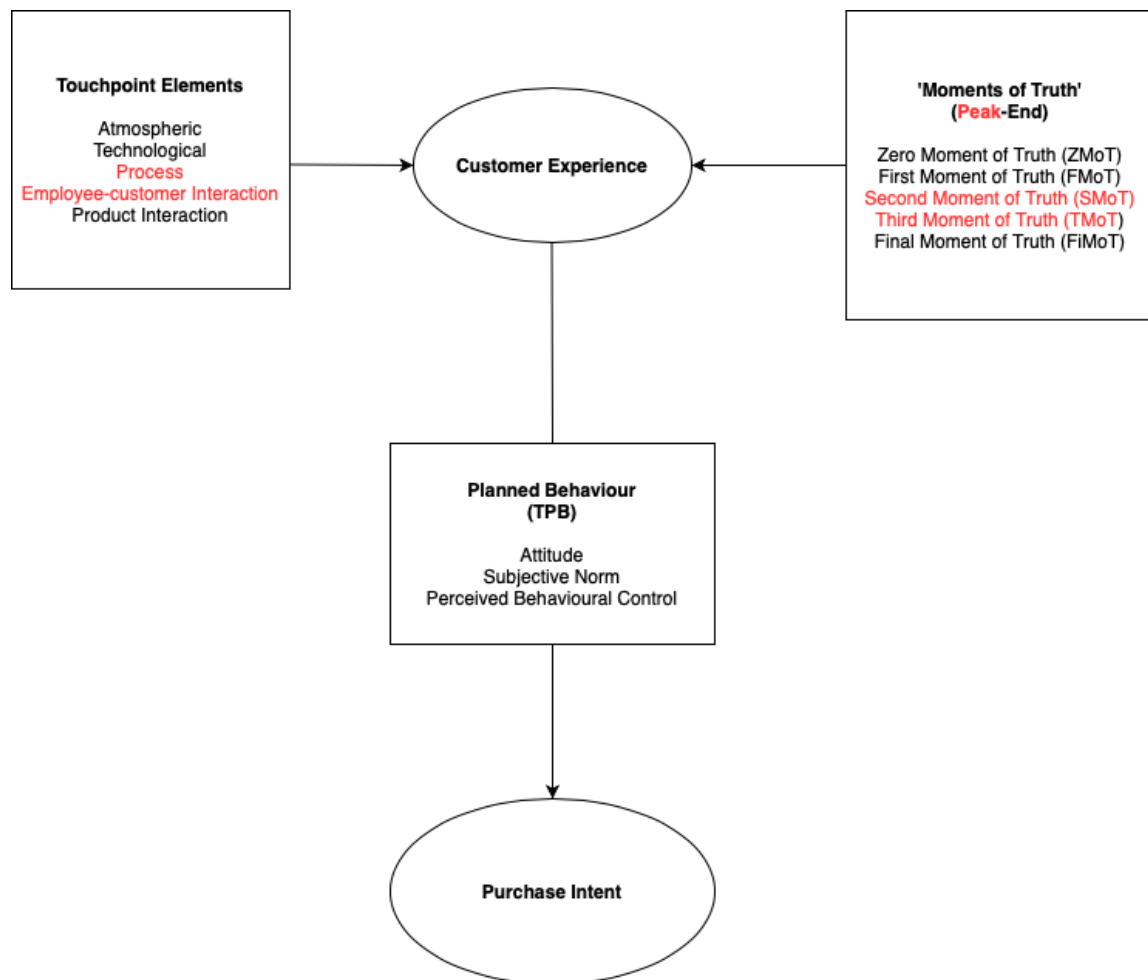 Touchpoint Elements
Atmospheric
Technological
Process
Employee-customer Interaction
Product Interaction
Customer Experience
'Moments of Truth'
(Peak-End)
Zero Moment of Truth (ZMoT)
First Moment of Truth (FMoT)
Second Moment of Truth (SMoT)
Third Moment of Truth (TMoT)
Final Moment of Truth (FiMoT)
Planned Behaviour
(TPB)
Attitude
Subjective Norm
Perceived Behavioural Control
Purchase Intent